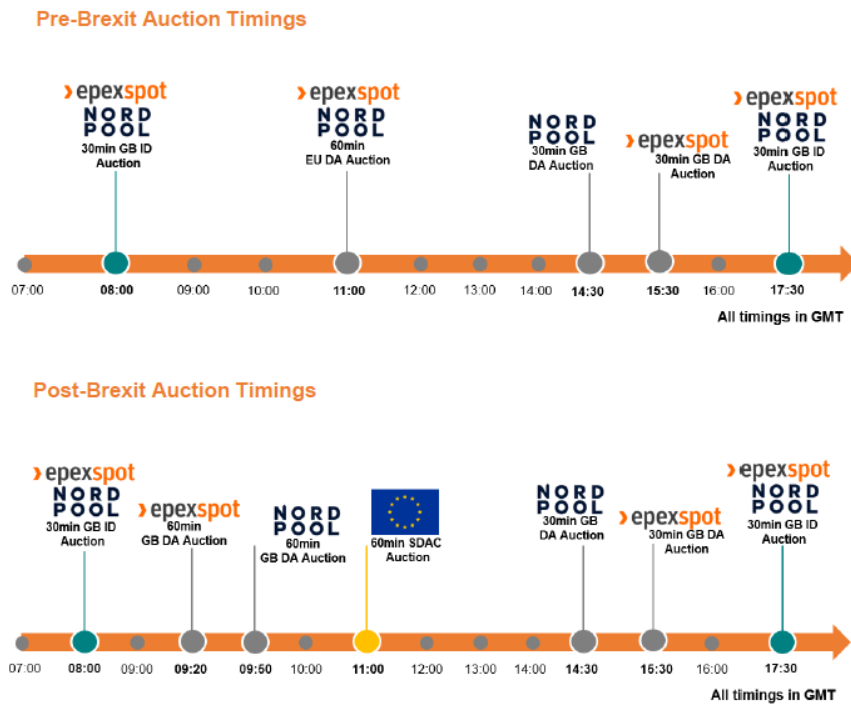 Pre-Brexit Auction Timings
epexspot
NORD
POOL
30min GB ID
Auction
epexspot
NORD
POOL
60min
EU DA Auction
NORD
POOL
30min GB
DA Auction
epexspot
30min GB DA
Auction
epexspot
NORD
POOL
30min GB ID
Auction
07:00 08:00 09:00 10:00 11:00 12:00 13:00 14:00 14:30 15:30 16:00 17:30
All timings in GMT
Post-Brexit Auction Timings
epexspot
NORD
POOL
30min GB ID
Auction
epexspot
60min
GB DA Auction
NORD
POOL
60min
GB DA Auction
60min SDAC
Auction
NORD
POOL
30min GB
DA Auction
epexspot
30min GB DA
Auction
epexspot
NORD
POOL
30min GB ID
Auction
07:00 08:00 09:00 09:20 09:50 10:00 11:00 12:00 13:00 14:00 14:30 15:30 16:00 17:30
All timings in GMT